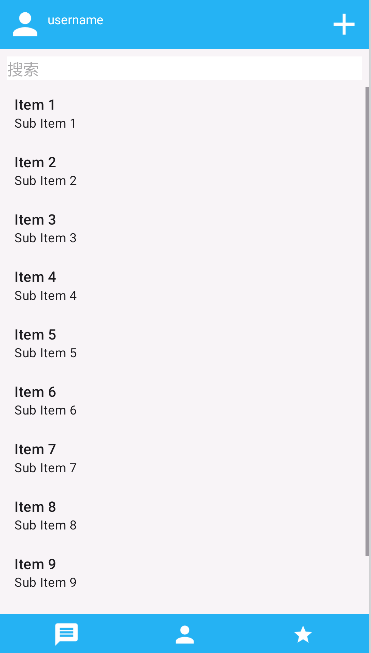 username
搜索
Item 1
Sub Item 1
Item 2
Sub Item 2
Item 3
Sub Item 3
Item 4
Sub Item 4
Item 5
Sub Item 5
Item 6
Sub Item 6
Item 7
Sub Item 7
Item 8
Sub Item 8
Item 9
Sub Item 9